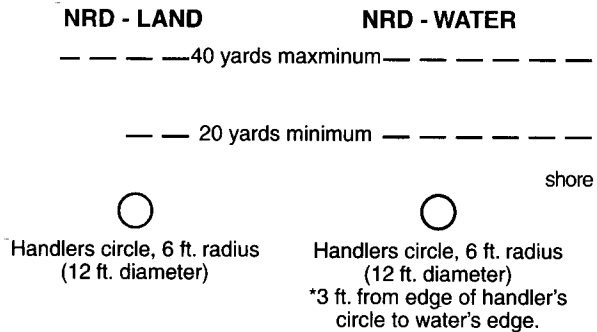 NRD - LAND NRD - WATER
40 yards maxminum
20 yards minimum
shore
Handlers circle, 6 ft. radius
(12 ft. diameter)
Handlers circle, 6 ft. radius
(12 ft. diameter)
*3 ft. from edge of handler's
circle to water's edge.